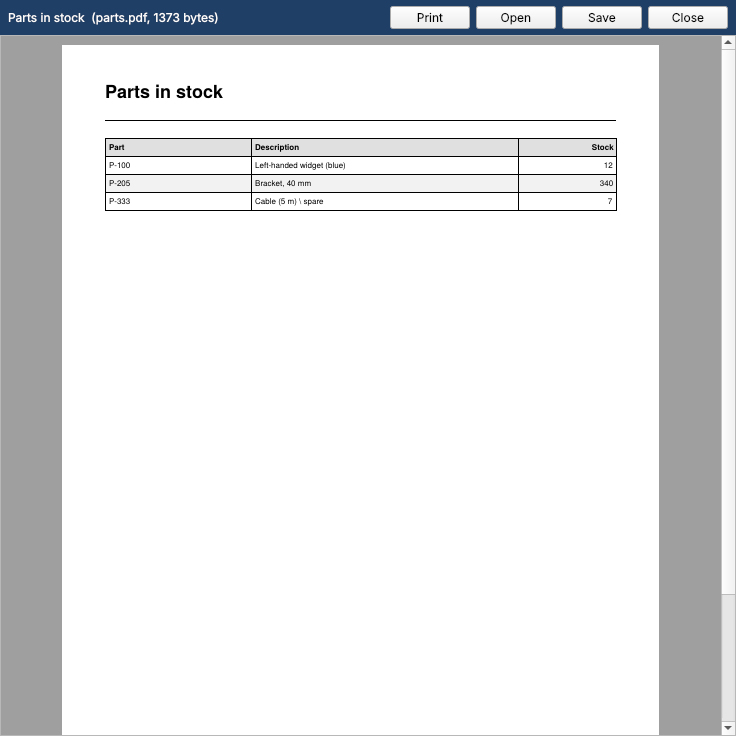 Parts in stock  (parts.pdf, 1373 bytes) Print Open Save Close
Parts in stock
Part Description Stock
P-100 Left-handed widget (blue) 12
P-205 Bracket, 40 mm 340
P-333 Cable (5 m) \ spare 7